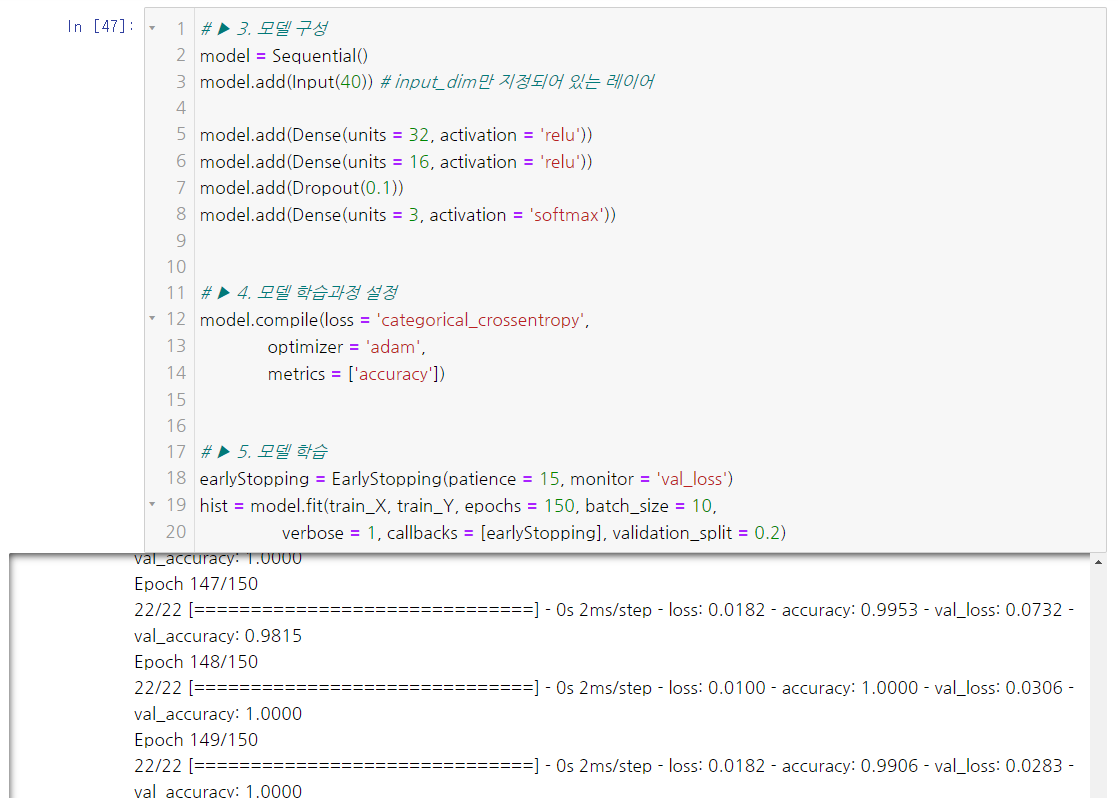 In [47]:
1 # ▶ 3. 모델 구성
2 model = Sequential()
3 model.add(Input(40)) # input_dim만 지정되어 있는 레이어
4
5 model.add(Dense(units = 32, activation = 'relu'))
6 model.add(Dense(units = 16, activation = 'relu'))
7 model.add(Dropout(0.1))
8 model.add(Dense(units = 3, activation = 'softmax'))
9
10
11 # ▶ 4. 모델 학습과정 설정
12 model.compile(loss = 'categorical_crossentropy',
13 optimizer = 'adam',
14 metrics = ['accuracy'])
15
16
17 # ▶ 5. 모델 학습
18 earlyStopping = EarlyStopping(patience = 15, monitor = 'val_loss')
19 hist = model.fit(train_X, train_Y, epochs = 150, batch_size = 10,
20 verbose = 1, callbacks = [earlyStopping], validation_split = 0.2)
val_accuracy: 1.0000
Epoch 147/150
22/22 [==============================] - 0s 2ms/step - loss: 0.0182 - accuracy: 0.9953 - val_loss: 0.0732 -
val_accuracy: 0.9815
Epoch 148/150
22/22 [==============================] - 0s 2ms/step - loss: 0.0100 - accuracy: 1.0000 - val_loss: 0.0306 -
val_accuracy: 1.0000
Epoch 149/150
22/22 [==============================] - 0s 2ms/step - loss: 0.0182 - accuracy: 0.9906 - val_loss: 0.0283 -
val_accuracy: 1.0000